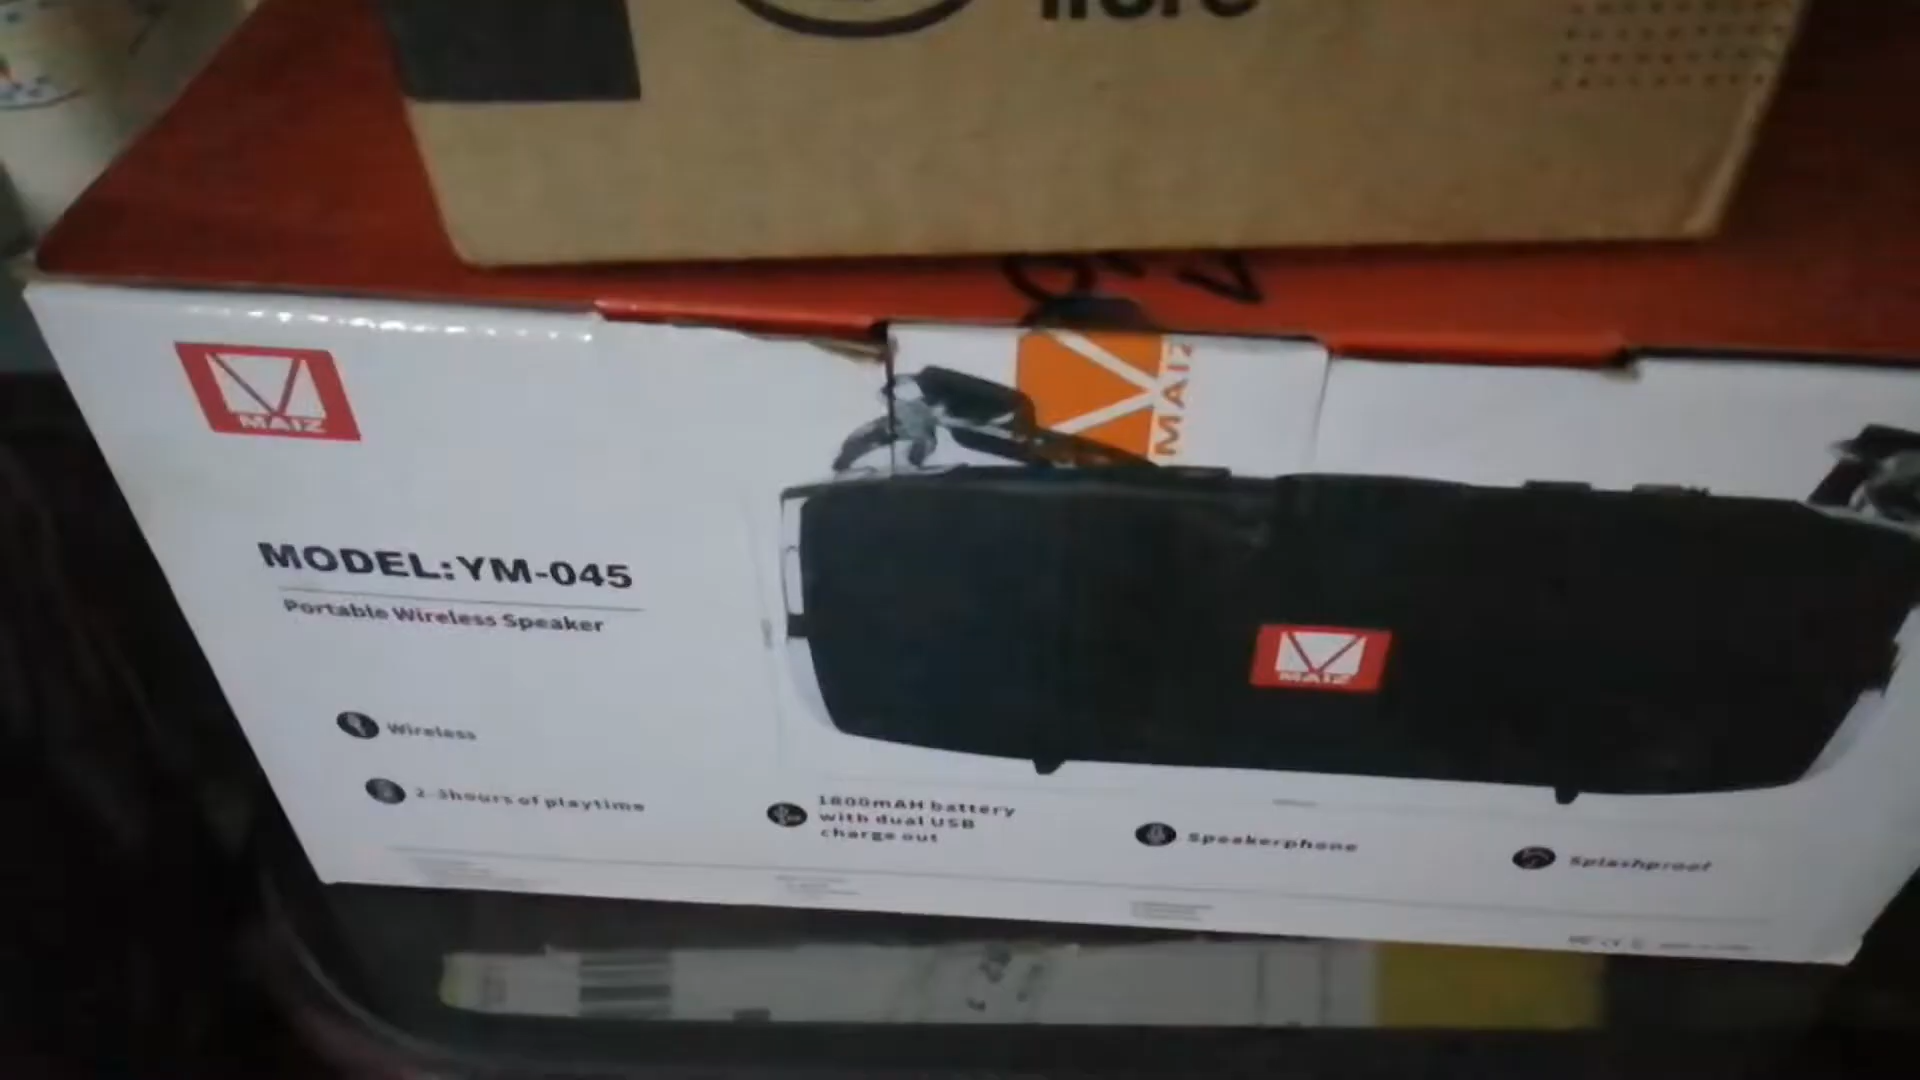 MAIZ
MAIZ
MODEL:YM-045
Portable Wireless Speaker
MAIZ
Wireless
2-3hours of playtime
1800mAH battery
with dual USB
charge out
Speakerphone
Splashproof